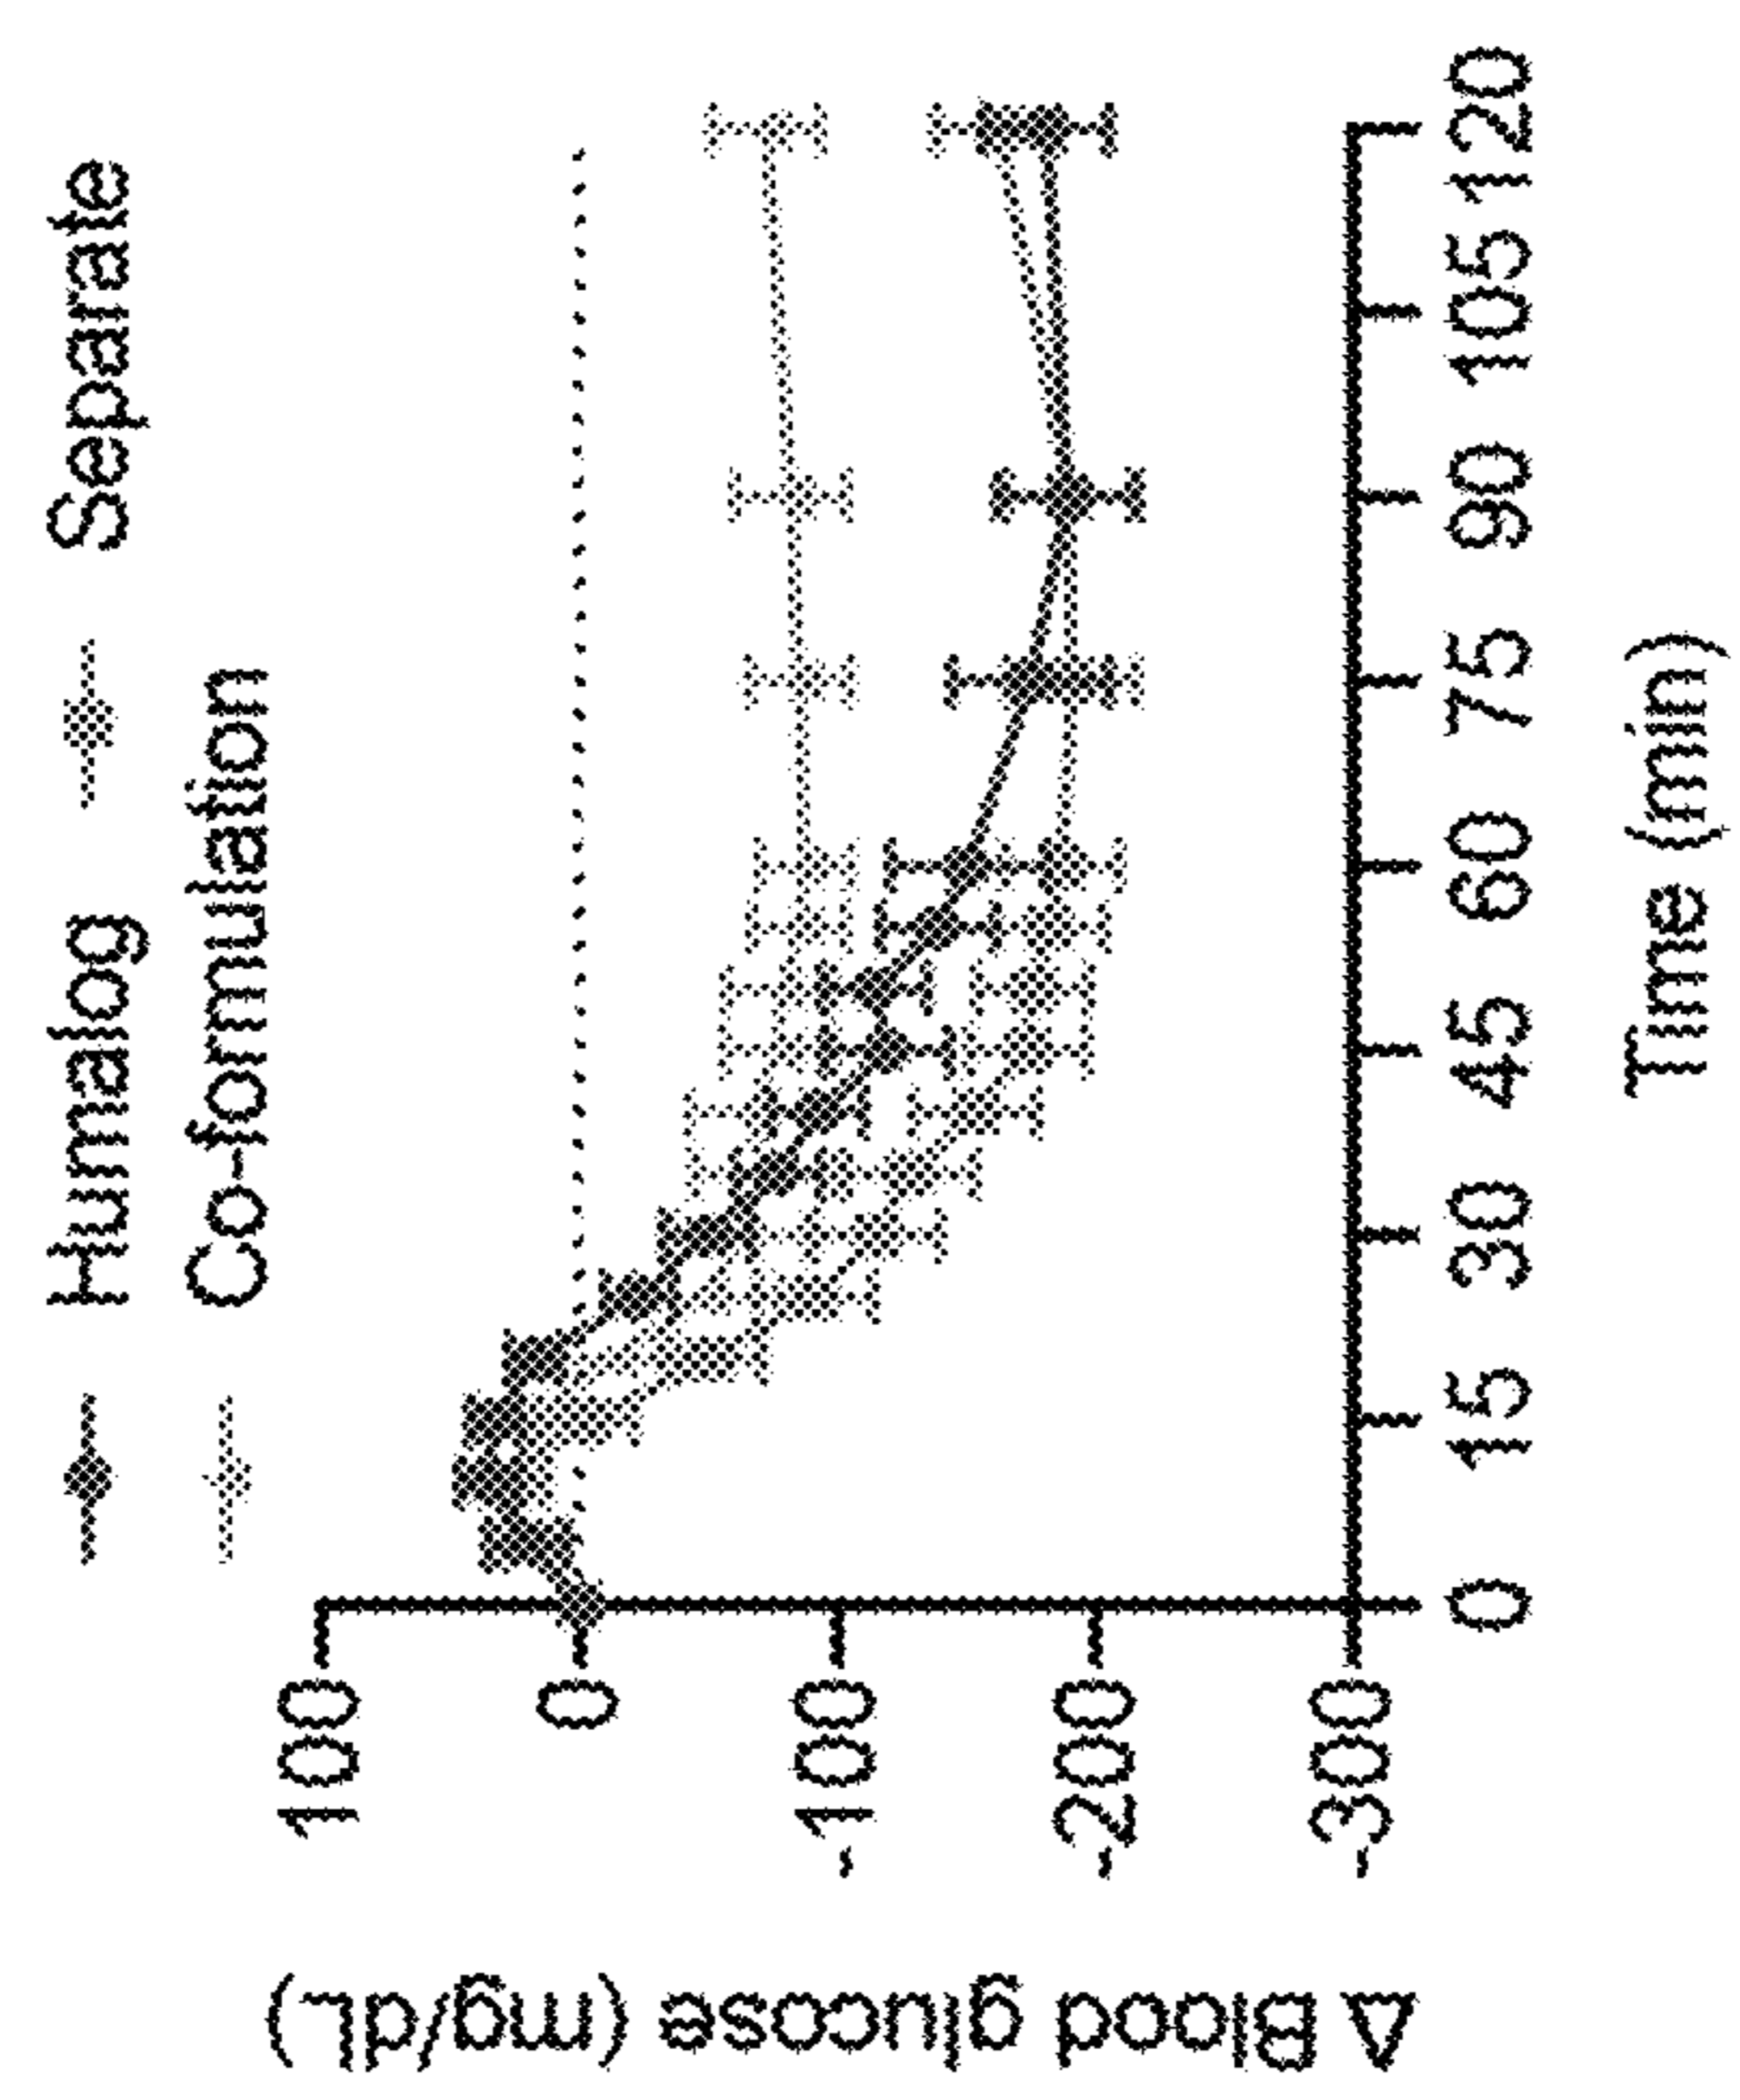 Humalog Separate
Co-formulation
100
0
-100
-200
-300
Δ Blood glucose (mg/dL)
0 15 30 45 60 75 90 105 120
Time (min)